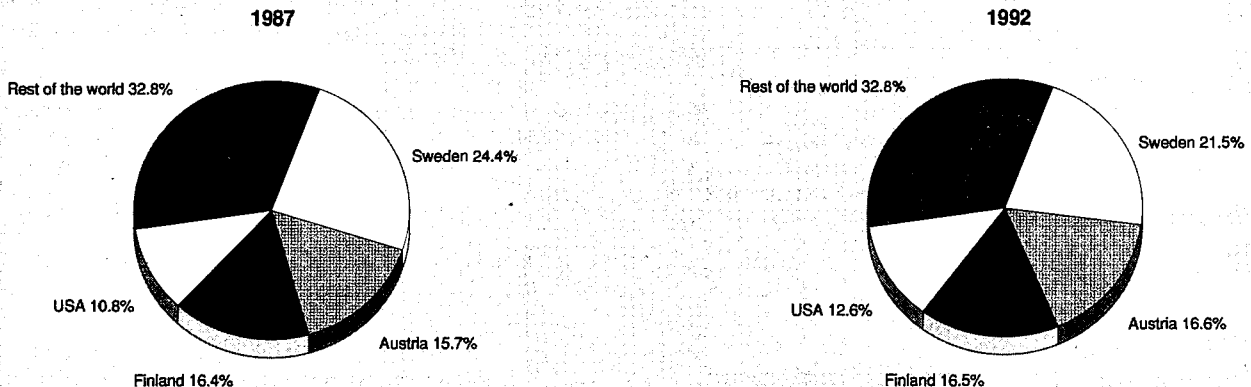 1987
Rest of the world 32.8%
Sweden 24.4%
USA 10.8%
Austria 15.7%
Finland 16.4%
1992
Rest of the world 32.8%
Sweden 21.5%
USA 12.6%
Austria 16.6%
Finland 16.5%